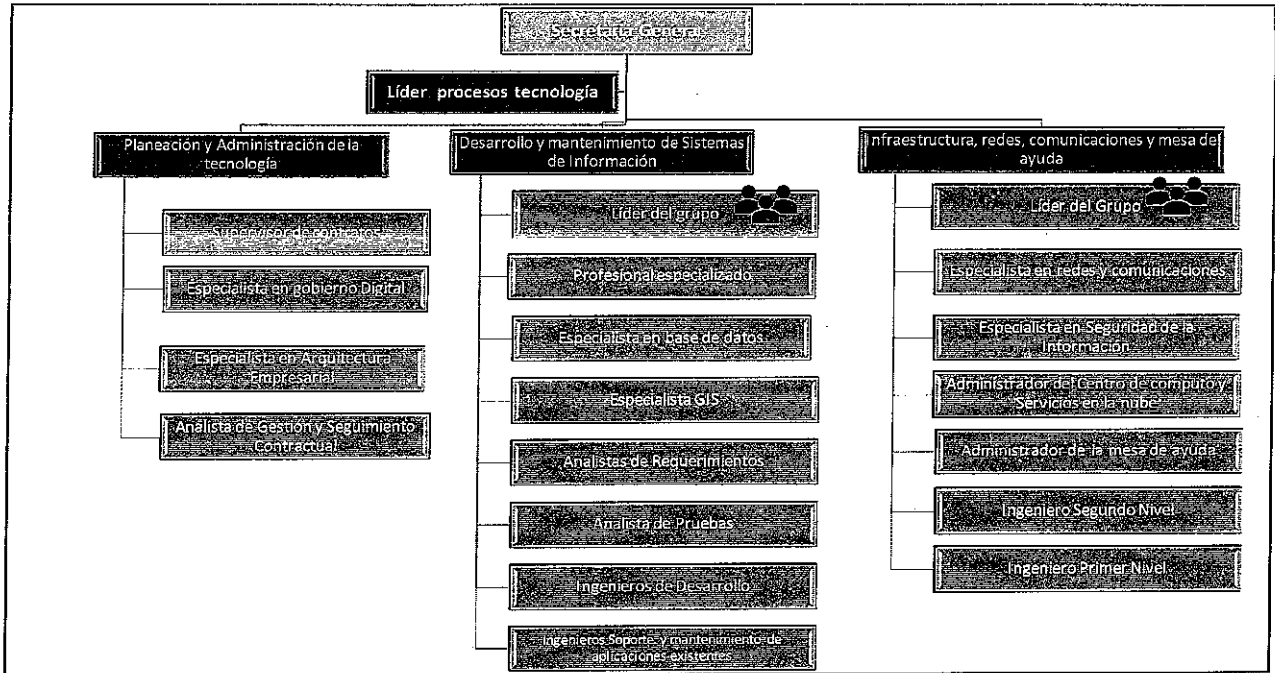 Secretaría General
Líder procesos tecnología
Planeación y Administración de la
tecnología
Supervisor de contratos
Especialista en gobierno Digital
Especialista en Arquitectura
Empresarial
Analista de Gestión y Seguimiento
Contractual
Desarrollo y mantenimiento de Sistemas
de Información
Líder del grupo
Profesional especializado
Especialista en base de datos
Especialista GIS
Analistas de Requerimientos
Analista de Pruebas
Ingenieros de Desarrollo
Ingenieros Soporte y mantenimiento de
aplicaciones existentes
Infraestructura, redes, comunicaciones y mesa de
ayuda
Líder del Grupo
Especialista en redes y comunicaciones
Especialista en Seguridad de la
Información
Administrador del Centro de computo y
Servicios en la nube
Administrador de la mesa de ayuda
Ingeniero Segundo Nivel
Ingeniero Primer Nivel